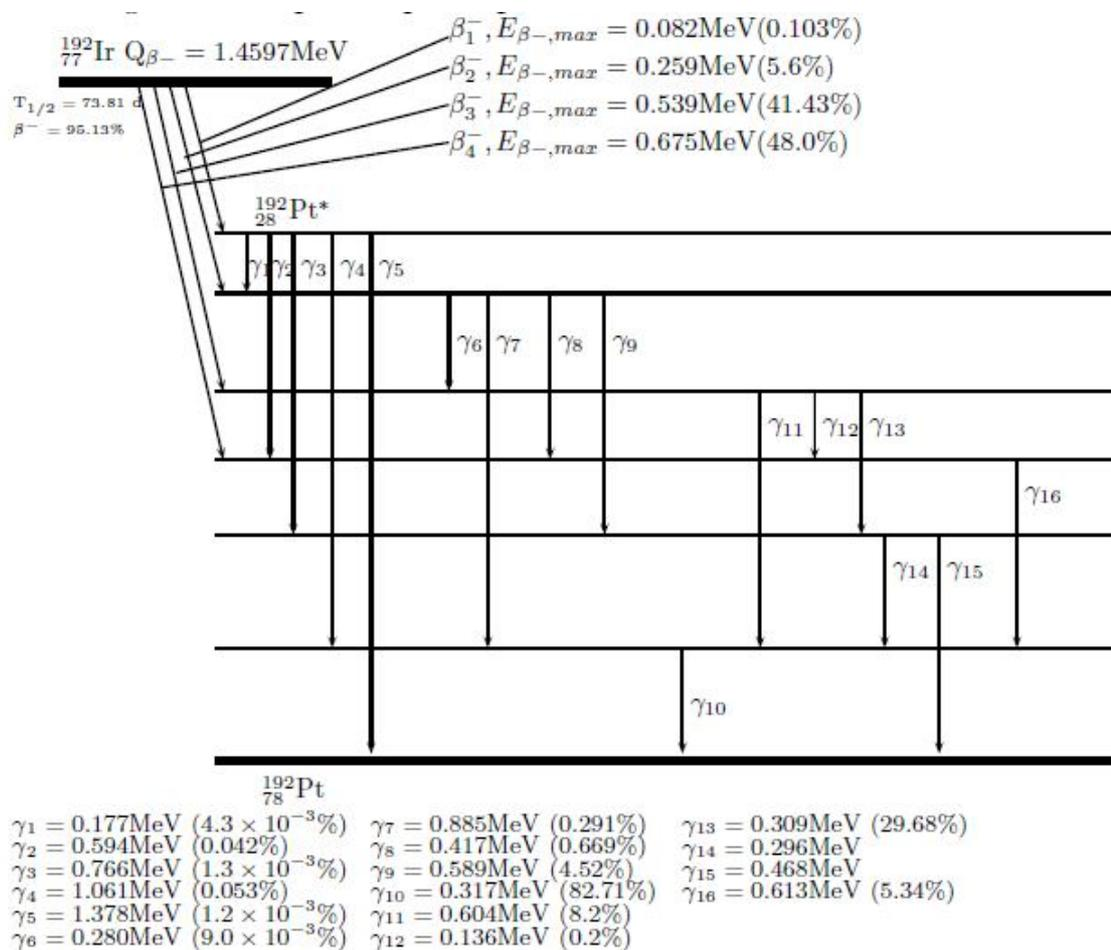 ¹⁹²₇₇Ir Q_β− = 1.4597MeV
T₁/₂ = 73.81 d
β⁻ = 95.13%
β₁⁻, E_β−,max = 0.082MeV(0.103%)
β₂⁻, E_β−,max = 0.259MeV(5.6%)
β₃⁻, E_β−,max = 0.539MeV(41.43%)
β₄⁻, E_β−,max = 0.675MeV(48.0%)
¹⁹²₂₈Pt*
γ₁ γ₂ γ₃ γ₄ γ₅
γ₆ γ₇ γ₈ γ₉
γ₁₁ γ₁₂ γ₁₃
γ₁₆
γ₁₄ γ₁₅
γ₁₀
¹⁹²₇₈Pt
γ₁ = 0.177MeV (4.3 × 10⁻³%) γ₇ = 0.885MeV (0.291%) γ₁₃ = 0.309MeV (29.68%)
γ₂ = 0.594MeV (0.042%) γ₈ = 0.417MeV (0.669%) γ₁₄ = 0.296MeV
γ₃ = 0.766MeV (1.3 × 10⁻³%) γ₉ = 0.589MeV (4.52%) γ₁₅ = 0.468MeV
γ₄ = 1.061MeV (0.053%) γ₁₀ = 0.317MeV (82.71%) γ₁₆ = 0.613MeV (5.34%)
γ₅ = 1.378MeV (1.2 × 10⁻³%) γ₁₁ = 0.604MeV (8.2%)
γ₆ = 0.280MeV (9.0 × 10⁻³%) γ₁₂ = 0.136MeV (0.2%)